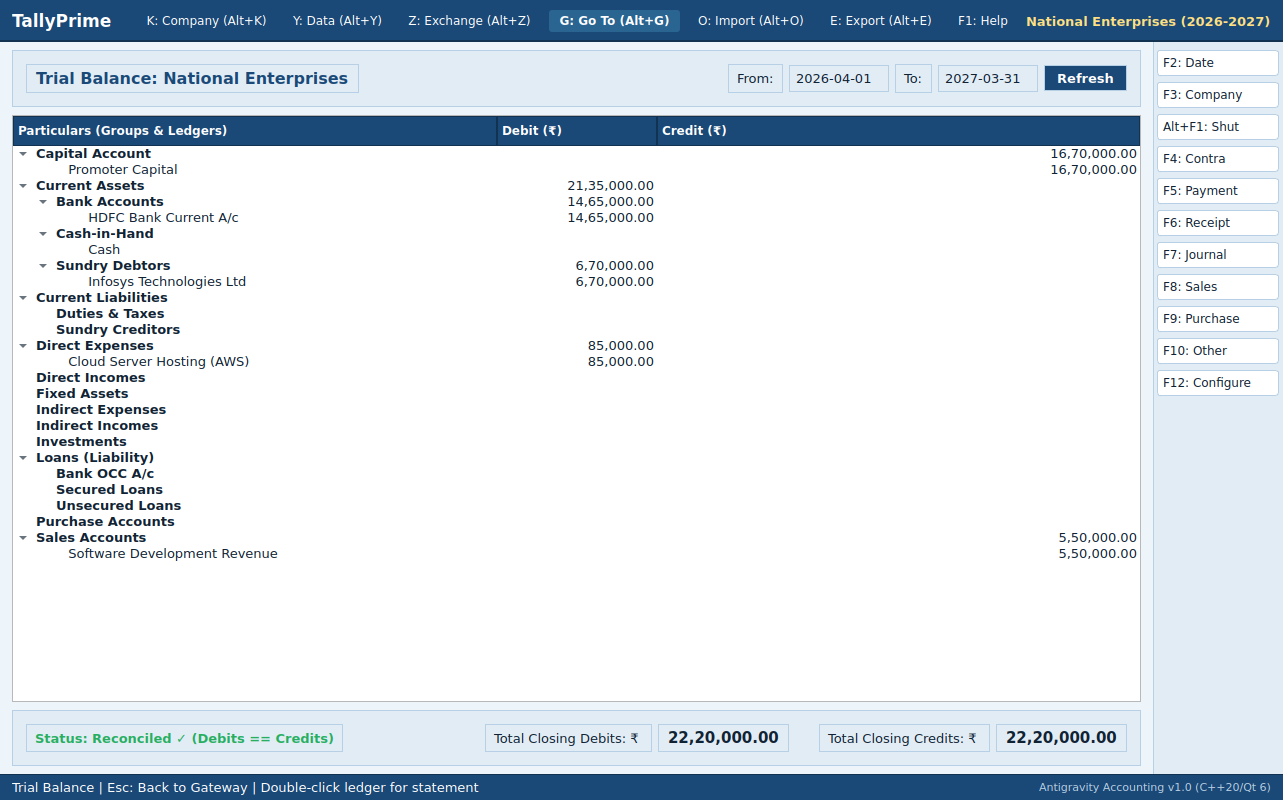 TallyPrime K: Company (Alt+K) Y: Data (Alt+Y) Z: Exchange (Alt+Z) G: Go To (Alt+G) O: Import (Alt+O) E: Export (Alt+E) F1: Help National Enterprises (2026-2027)
Trial Balance: National Enterprises From: 2026-04-01 To: 2027-03-31 Refresh
Particulars (Groups & Ledgers) Debit (₹) Credit (₹)
Capital Account 16,70,000.00
Promoter Capital 16,70,000.00
Current Assets 21,35,000.00
Bank Accounts 14,65,000.00
HDFC Bank Current A/c 14,65,000.00
Cash-in-Hand
Cash
Sundry Debtors 6,70,000.00
Infosys Technologies Ltd 6,70,000.00
Current Liabilities
Duties & Taxes
Sundry Creditors
Direct Expenses 85,000.00
Cloud Server Hosting (AWS) 85,000.00
Direct Incomes
Fixed Assets
Indirect Expenses
Indirect Incomes
Investments
Loans (Liability)
Bank OCC A/c
Secured Loans
Unsecured Loans
Purchase Accounts
Sales Accounts 5,50,000.00
Software Development Revenue 5,50,000.00
Status: Reconciled ✓ (Debits == Credits) Total Closing Debits: ₹ 22,20,000.00 Total Closing Credits: ₹ 22,20,000.00
F2: Date
F3: Company
Alt+F1: Shut
F4: Contra
F5: Payment
F6: Receipt
F7: Journal
F8: Sales
F9: Purchase
F10: Other
F12: Configure
Trial Balance | Esc: Back to Gateway | Double-click ledger for statement Antigravity Accounting v1.0 (C++20/Qt 6)